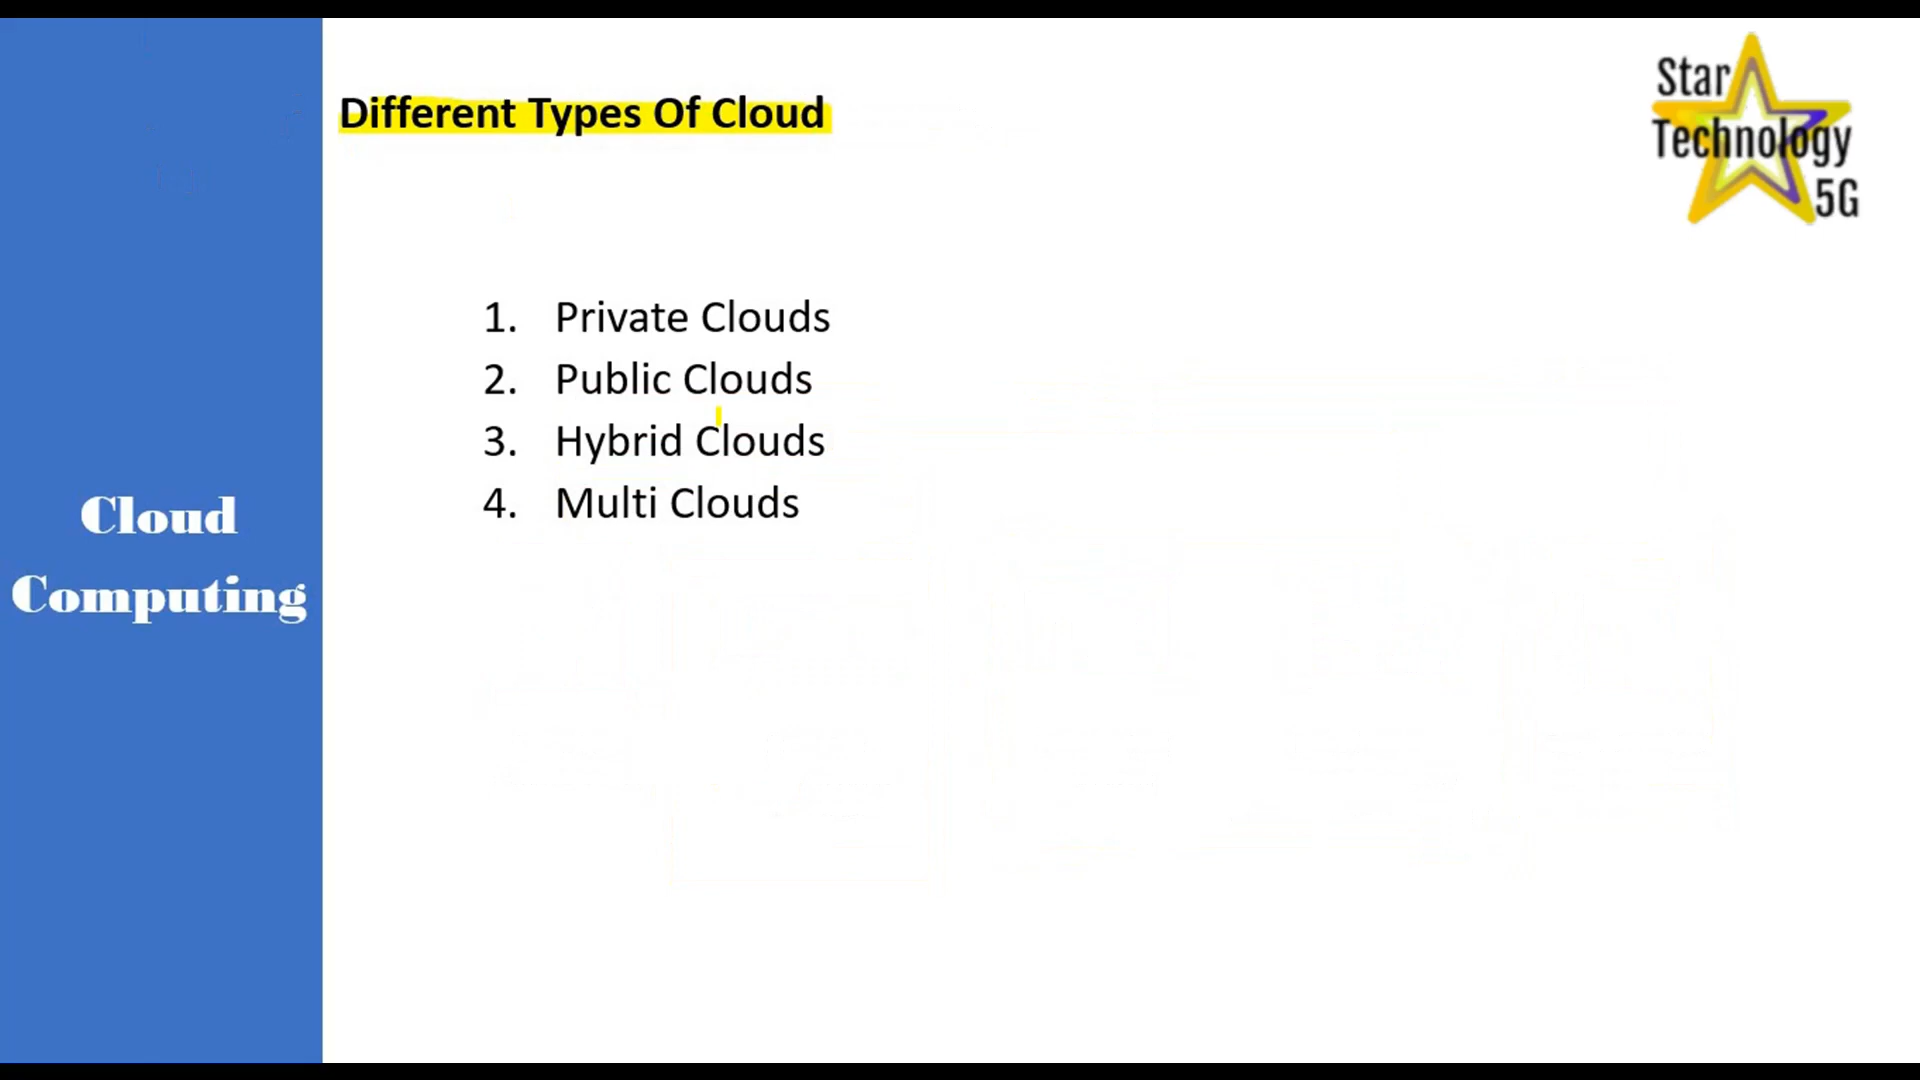 Different Types Of Cloud
Star
Technology
5G
1. Private Clouds
2. Public Clouds
3. Hybrid Clouds
4. Multi Clouds
Cloud
Computing